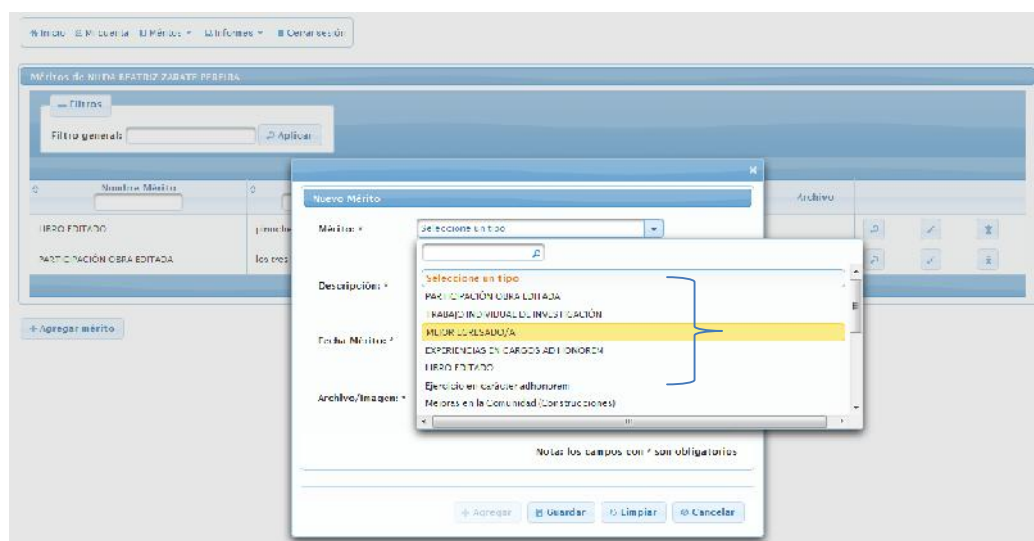 Inicio Mi cuenta Méritos Informes Cerrar sesión
Méritos de NILDA BEATRIZ ZARATE PEREIRA
Filtros
Filtro general: Aplicar
Nombre Mérito Archivo
LIBRO EDITADO pinocho
PARTICIPACIÓN OBRA EDITADA los tres
Agregar mérito
Nuevo Mérito
Mérito: * Seleccione un tipo
Descripción: *
Fecha Mérito: *
Archivo/Imagen: *
Seleccione un tipo
PARTICIPACIÓN OBRA EDITADA
TRABAJO INDIVIDUAL DE INVESTIGACIÓN
MEJOR EGRESADO/A
EXPERIENCIAS EN CARGOS AD HONOREM
LIBRO EDITADO
Ejercicio en carácter adhonorem
Mejoras en la Comunidad (Construcciones)
Nota: los campos con * son obligatorios
Agregar Guardar Limpiar Cancelar